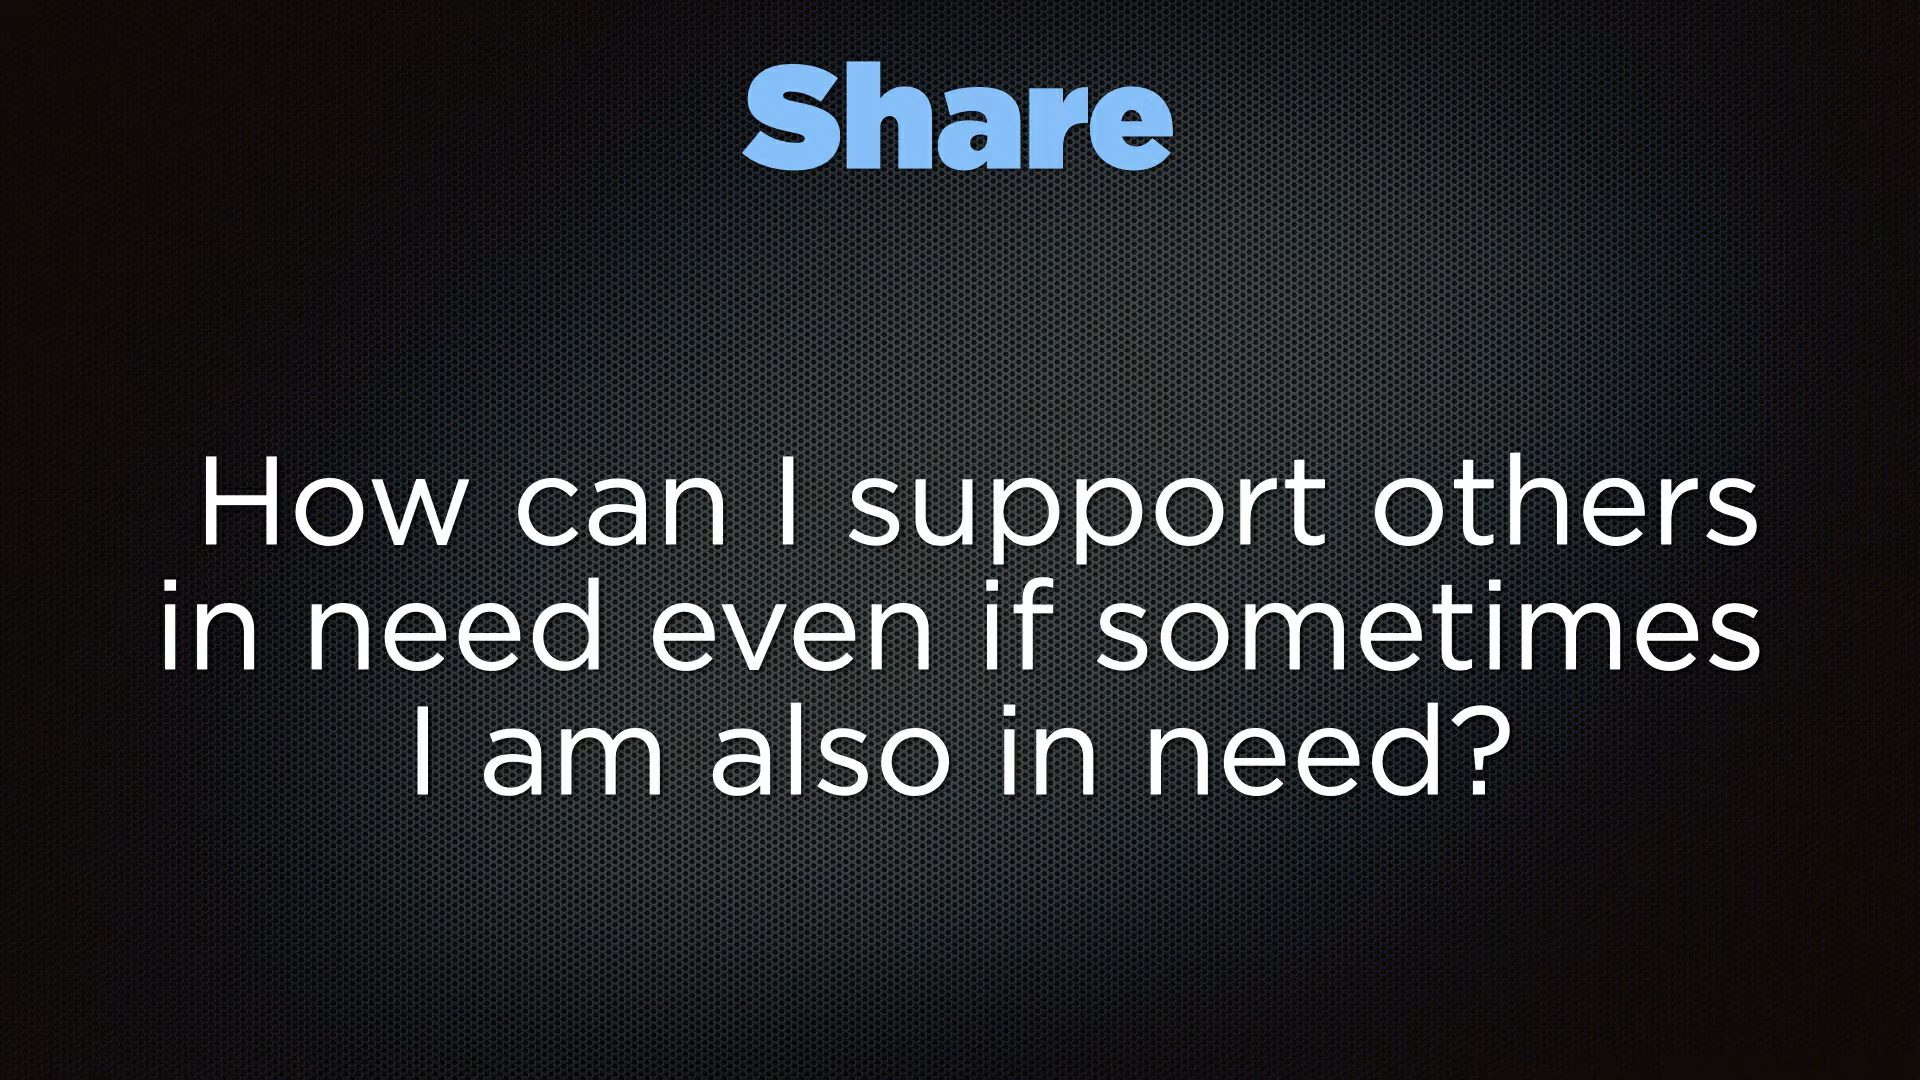 Share
How can I support others
in need even if sometimes
I am also in need?